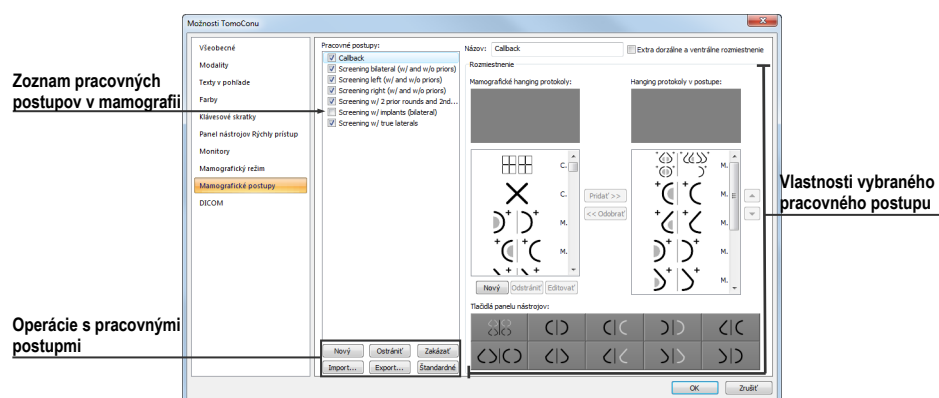 Možnosti TomoConu
Všeobecné
Modality
Texty v pohľade
Farby
Klávesové skratky
Panel nástrojov Rýchly prístup
Monitory
Mamografický režim
Mamografické postupy
DICOM
Zoznam pracovných
postupov v mamografii
Operácie s pracovnými
postupmi
Pracovné postupy:
Callback
Screening bilateral (w/ and w/o priors)
Screening left (w/ and w/o priors)
Screening right (w/ and w/o priors)
Screening w/ 2 prior rounds and 2nd...
Screening w/ implants (bilateral)
Screening w/ true laterals
Nový Ostrániť Zakázať
Import... Export... Štandardné
Názov: Callback
Extra dorzálne a ventrálne rozmiestnenie
Rozmiestnenie
Mamografické hanging protokoly:
C.
C.
M.
M.
Nový Odstrániť Editovať
Pridať >>
<< Odobrať
Hanging protokoly v postupe:
M.
M.
M.
M.
Tlačidlá panelu nástrojov:
OK Zrušiť
Vlastnosti vybraného
pracovného postupu